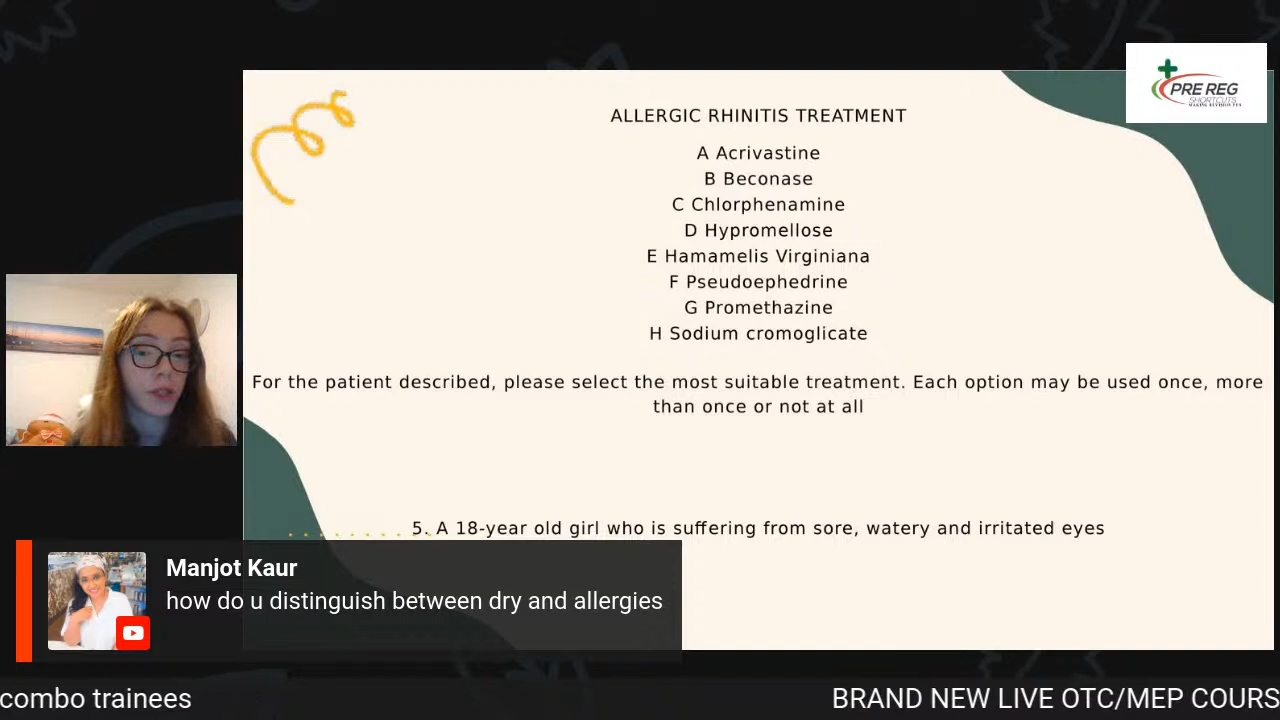 PRE REG
SHORTCUTS
ALLERGIC RHINITIS TREATMENT
A Acrivastine
B Beconase
C Chlorphenamine
D Hypromellose
E Hamamelis Virginiana
F Pseudoephedrine
G Promethazine
H Sodium cromoglicate
For the patient described, please select the most suitable treatment. Each option may be used once, more
than once or not at all
5. A 18-year old girl who is suffering from sore, watery and irritated eyes
Manjot Kaur
how do u distinguish between dry and allergies
combo trainees
BRAND NEW LIVE OTC/MEP COURS